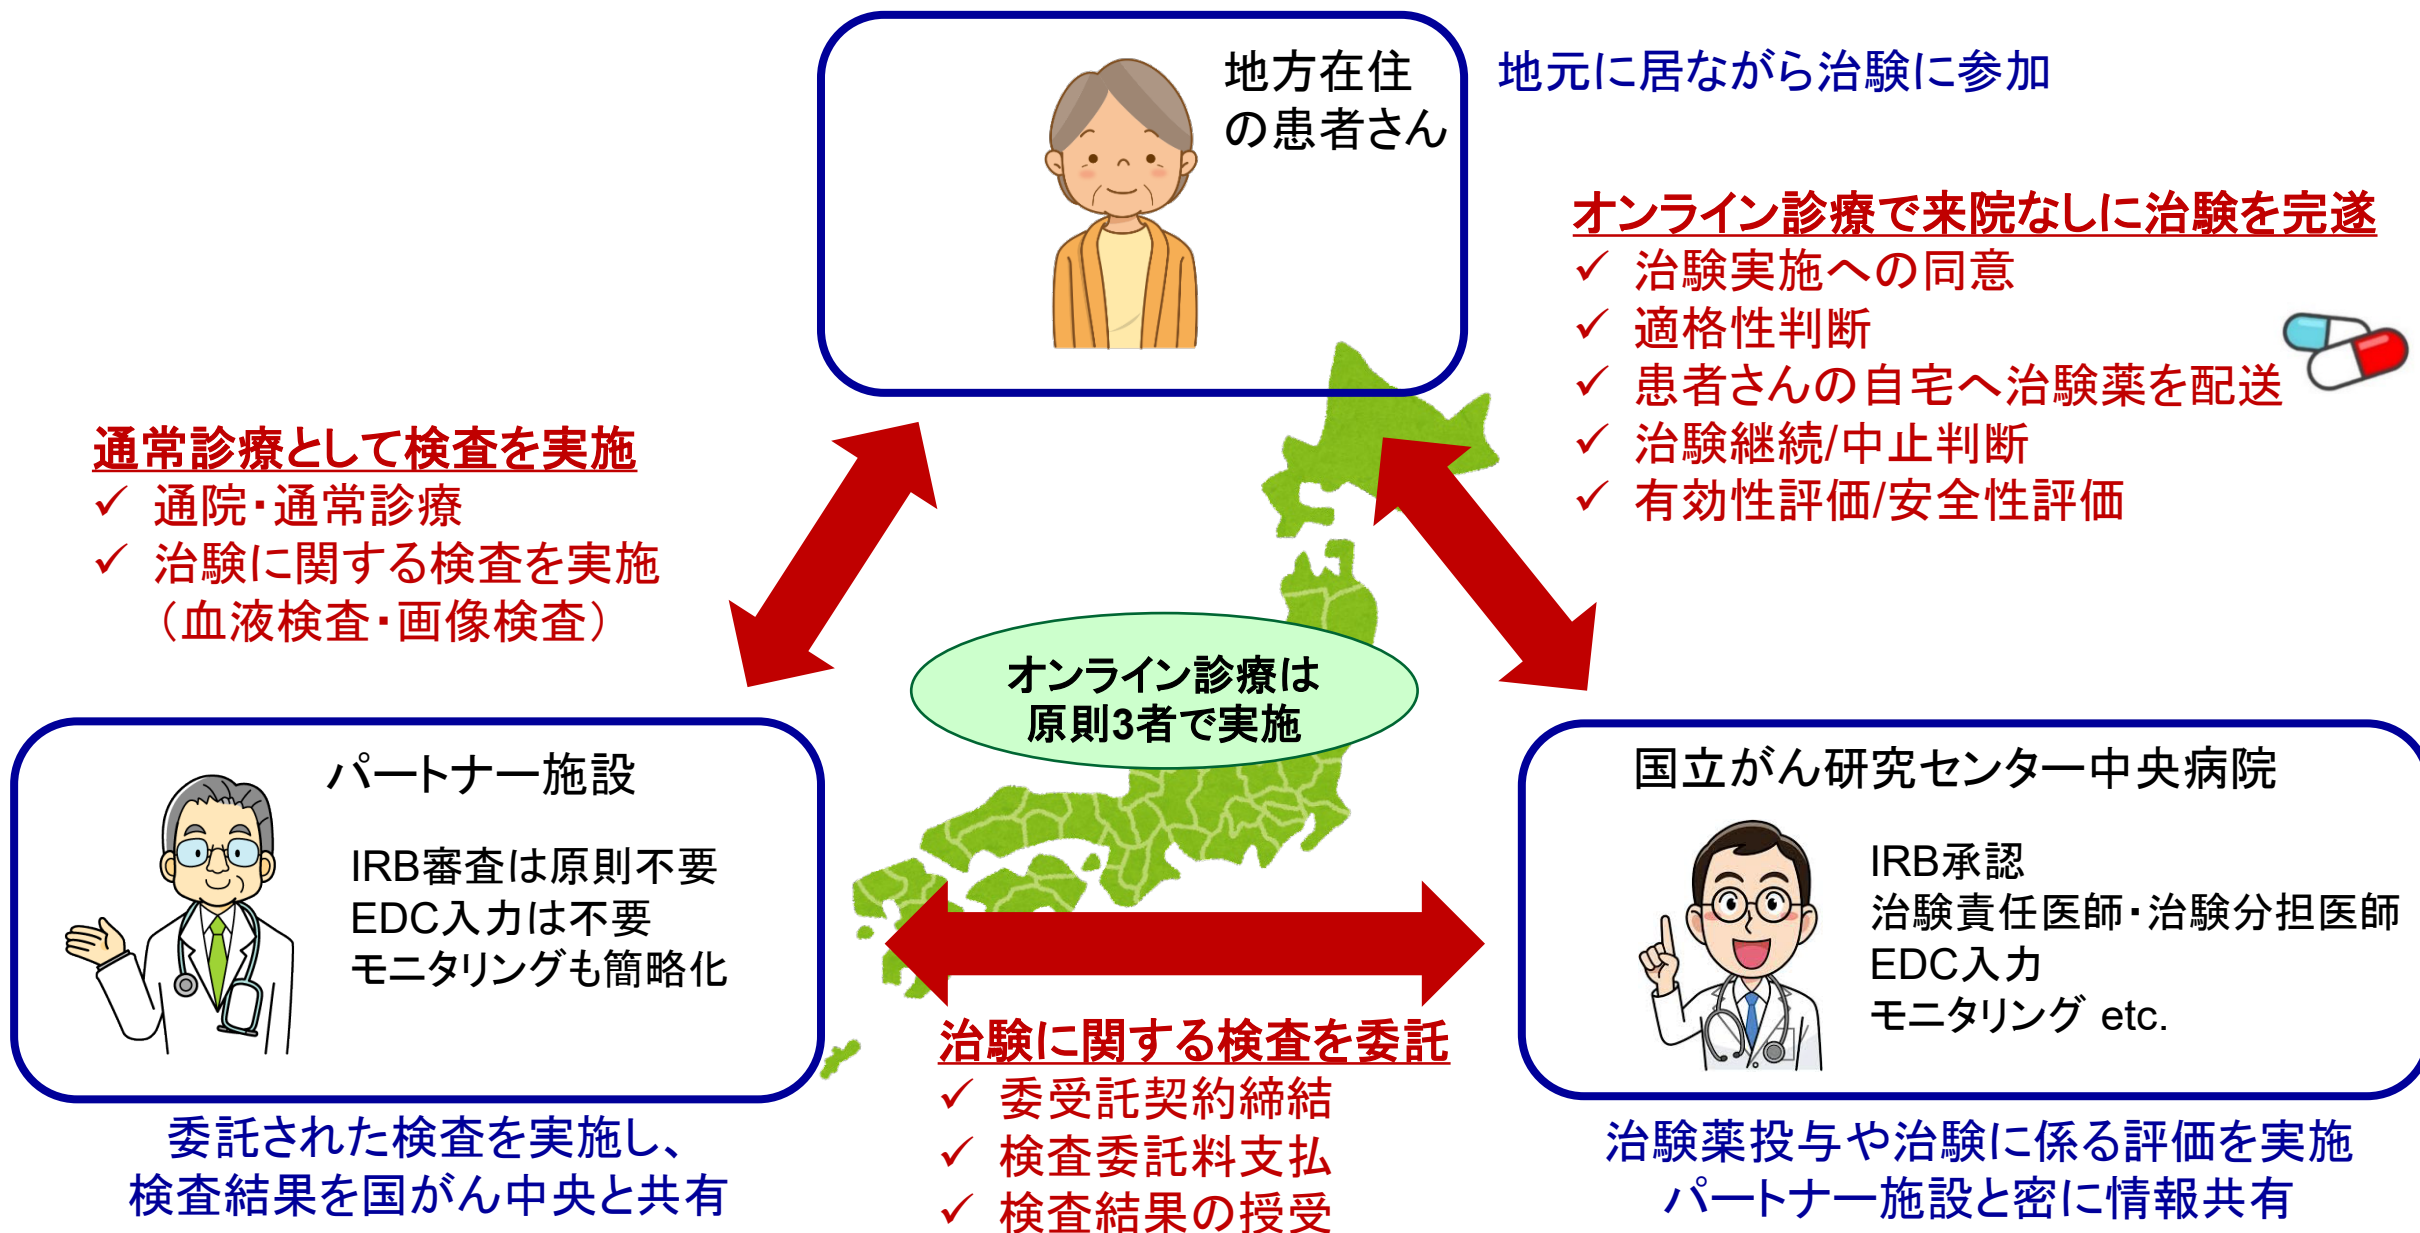 地方在住
の患者さん
地元に居ながら治験に参加
オンライン診療で来院なしに治験を完遂
✓ 治験実施への同意
✓ 適格性判断
✓ 患者さんの自宅へ治験薬を配送
✓ 治験継続/中止判断
✓ 有効性評価/安全性評価
通常診療として検査を実施
✓ 通院・通常診療
✓ 治験に関する検査を実施
（血液検査・画像検査）
オンライン診療は
原則3者で実施
パートナー施設
IRB審査は原則不要
EDC入力は不要
モニタリングも簡略化
委託された検査を実施し、
検査結果を国がん中央と共有
治験に関する検査を委託
✓ 委受託契約締結
✓ 検査委託料支払
✓ 検査結果の授受
国立がん研究センター中央病院
IRB承認
治験責任医師・治験分担医師
EDC入力
モニタリング etc.
治験薬投与や治験に係る評価を実施
パートナー施設と密に情報共有